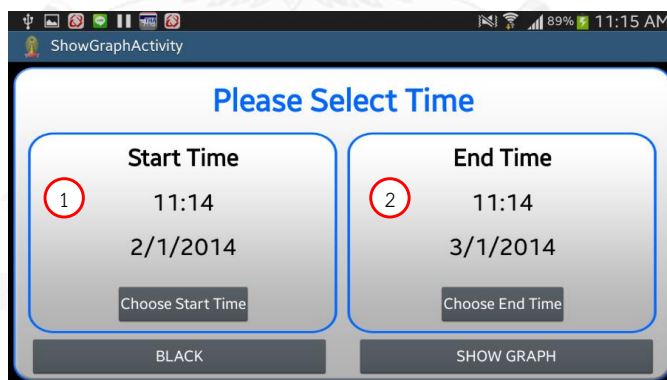 89% 11:15 AM
ShowGraphActivity
Please Select Time
Start Time
1
11:14
2/1/2014
Choose Start Time
End Time
2
11:14
3/1/2014
Choose End Time
BLACK
SHOW GRAPH